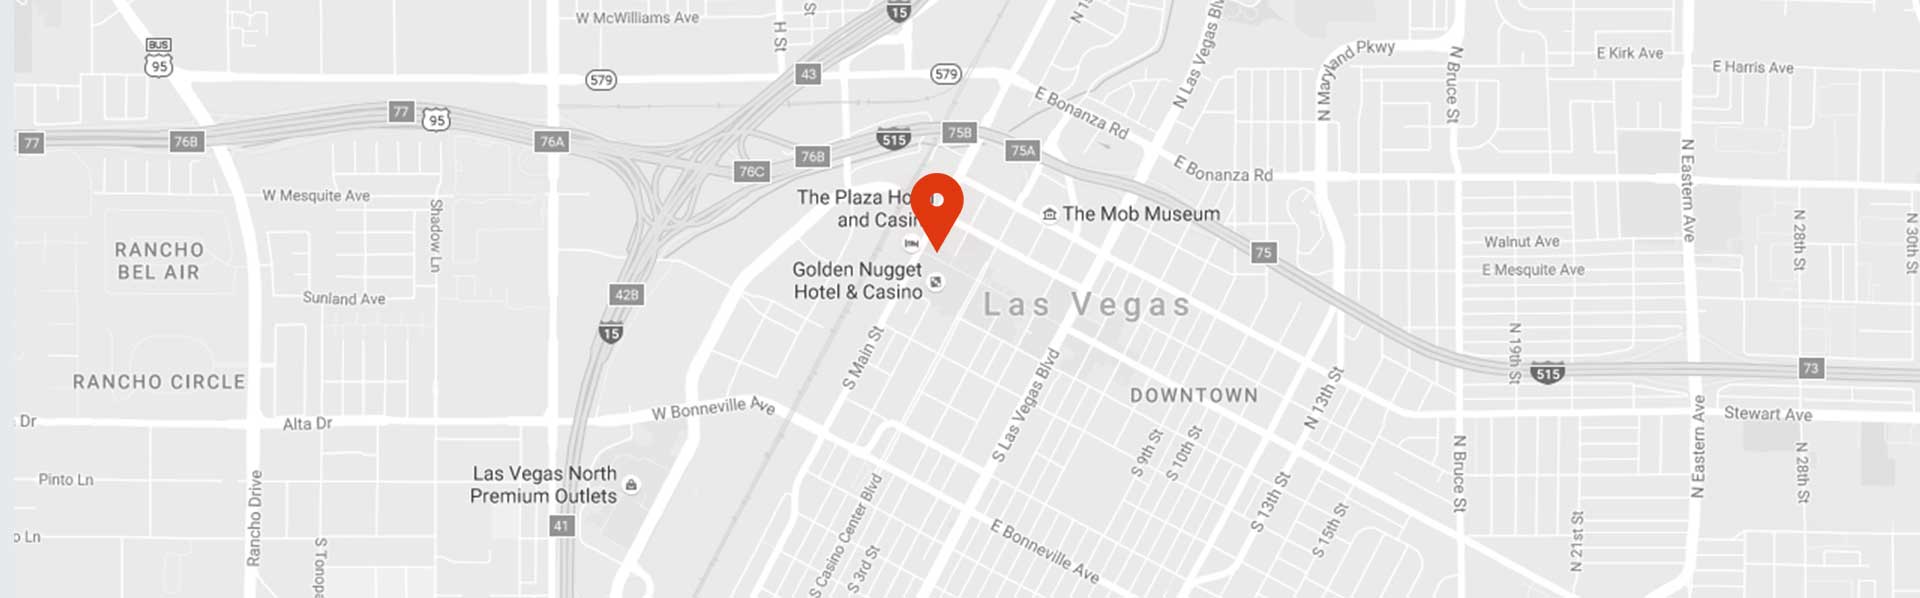 W McWilliams Ave
H St
St
15
N Las Vegas Blv
N Maryland Pkwy
N Bruce St
E Kirk Ave
E Harris Ave
BUS
95
579
43
579
E Bonanza Rd
77
95
77
76B
76A
76C
76B
515
75B
75A
E Bonanza Rd
N Eastern Ave
W Mesquite Ave
Shadow Ln
The Plaza Ho
and Casin
The Mob Museum
N 28th St
N 30th St
RANCHO
BEL AIR
Walnut Ave
E Mesquite Ave
75
Golden Nugget
Hotel & Casino
Las Vegas
Sunland Ave
42B
15
S Main St
N 19th St
515
73
RANCHO CIRCLE
S Las Vegas Blvd
DOWNTOWN
N 13th St
Dr
Alta Dr
W Bonneville Ave
Stewart Ave
N Eastern Ave
S 9th St
S 10th St
N Bruce St
N 28th St
Pinto Ln
Las Vegas North
Premium Outlets
Rancho Drive
41
o Ln
S Tonopa
S Casino Center Blvd
S 3rd St
E Bonneville Ave
S 13th St
S 15th St
N 21st St